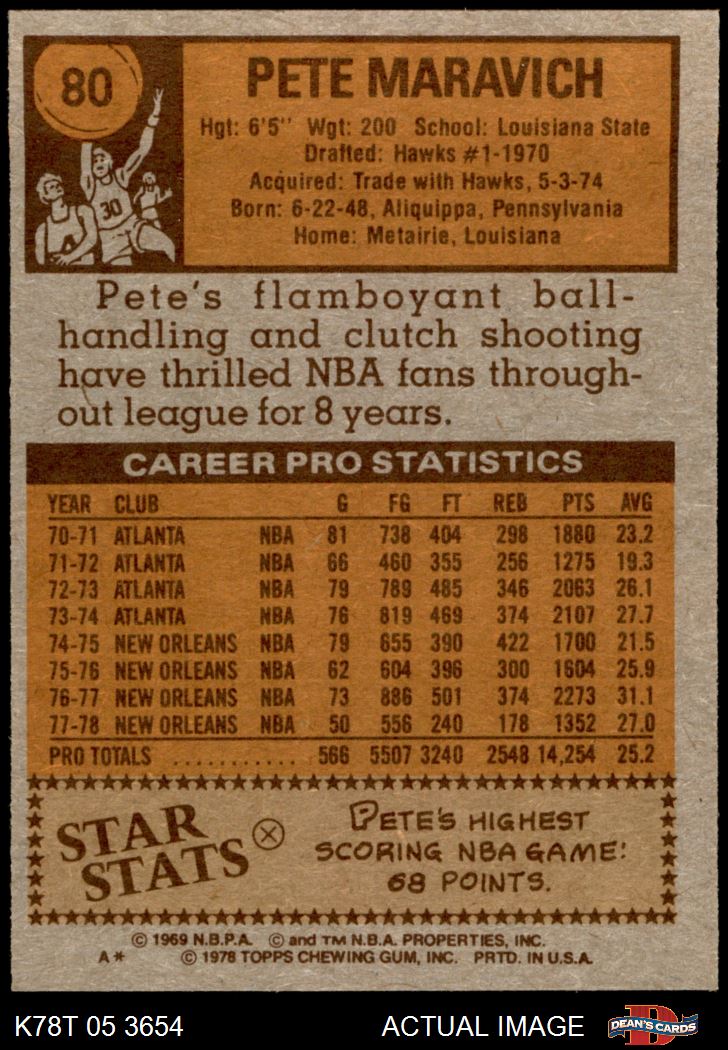 80
PETE MARAVICH
Hgt: 6'5" Wgt: 200 School: Louisiana State
Drafted: Hawks #1-1970
Acquired: Trade with Hawks, 5-3-74
Born: 6-22-48, Aliquippa, Pennsylvania
Home: Metairie, Louisiana
30
4
Pete's flamboyant ball-
handling and clutch shooting
have thrilled NBA fans through-
out league for 8 years.
CAREER PRO STATISTICS
YEAR CLUB G FG FT REB PTS AVG
70-71 ATLANTA NBA 81 738 404 298 1880 23.2
71-72 ATLANTA NBA 66 460 355 256 1275 19.3
72-73 ATLANTA NBA 79 789 485 346 2063 26.1
73-74 ATLANTA NBA 76 819 469 374 2107 27.7
74-75 NEW ORLEANS NBA 79 655 390 422 1700 21.5
75-76 NEW ORLEANS NBA 62 604 396 300 1604 25.9
76-77 NEW ORLEANS NBA 73 886 501 374 2273 31.1
77-78 NEW ORLEANS NBA 50 556 240 178 1352 27.0
PRO TOTALS ............ 566 5507 3240 2548 14,254 25.2
STAR
STATS
PETE'S HIGHEST
SCORING NBA GAME:
68 POINTS.
© 1969 N.B.P.A. © and TM N.B.A. PROPERTIES, INC.
A* © 1978 TOPPS CHEWING GUM, INC. PRTD. IN U.S.A.
K78T 05 3654 ACTUAL IMAGE
D
DEAN'S CARDS